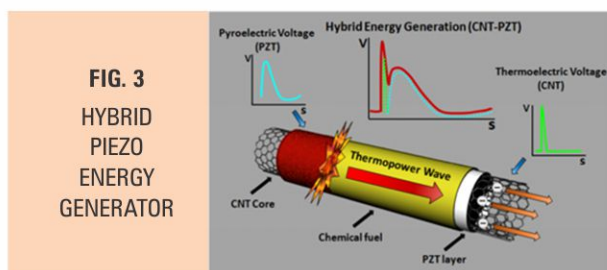 FIG. 3
HYBRID
PIEZO
ENERGY
GENERATOR
Pyroelectric Voltage
(PZT)
V
s
Hybrid Energy Generation (CNT-PZT)
V
s
Thermoelectric Voltage
(CNT)
V
s
Thermopower Wave
CNT Core
Chemical fuel
PZT layer